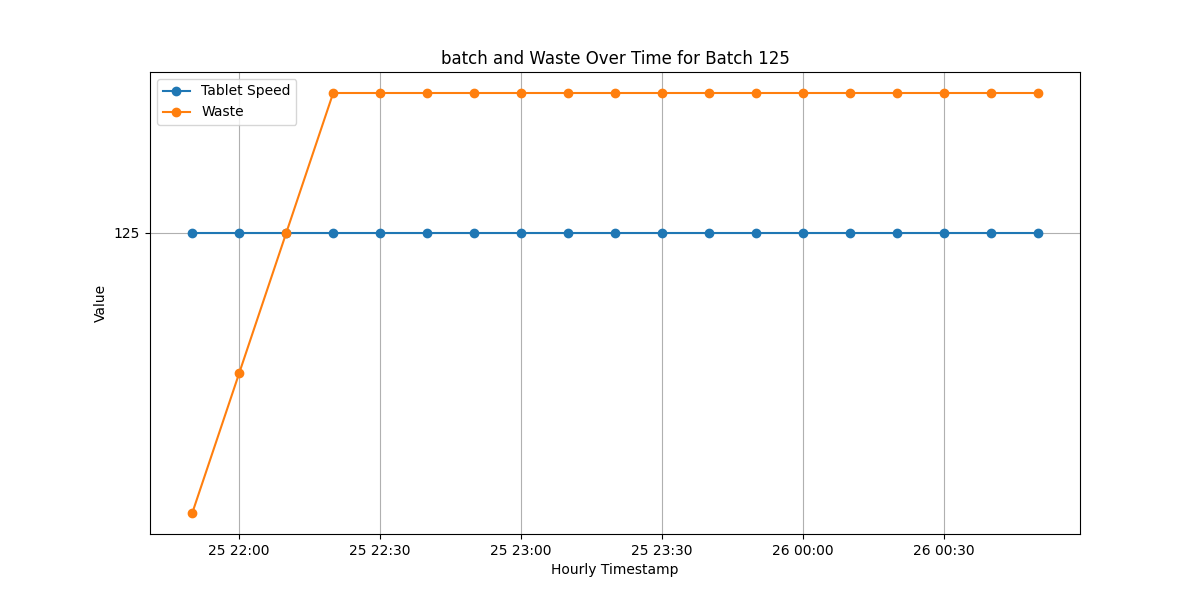 batch and Waste Over Time for Batch 125
Tablet Speed
Waste
125
Value
25 22:00
25 22:30
25 23:00
25 23:30
26 00:00
26 00:30
Hourly Timestamp